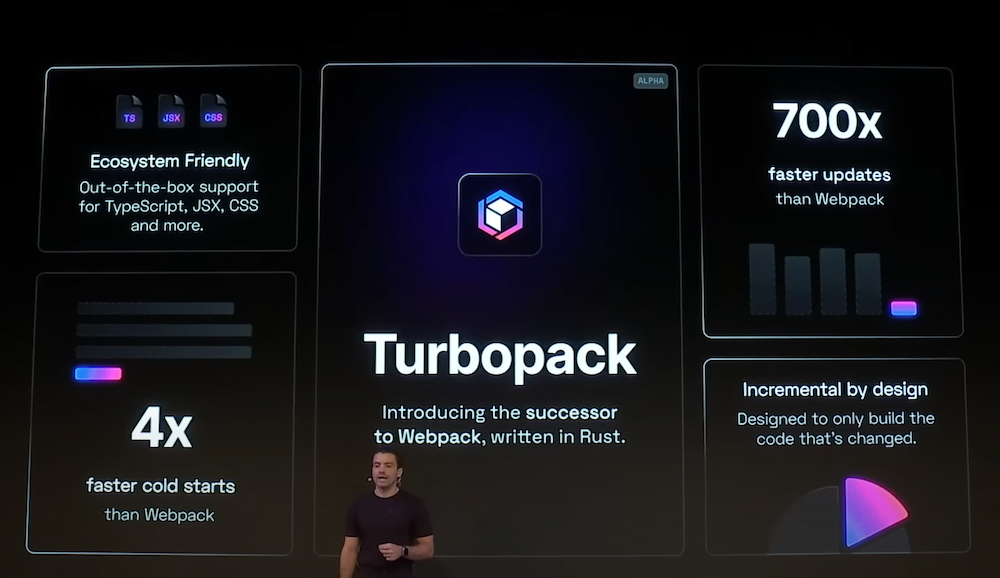 TS
JSX
CSS
Ecosystem Friendly
Out-of-the-box support
for TypeScript, JSX, CSS
and more.
4x
faster cold starts
than Webpack
ALPHA
Turbopack
Introducing the successor
to Webpack, written in Rust.
700x
faster updates
than Webpack
Incremental by design
Designed to only build the
code that's changed.